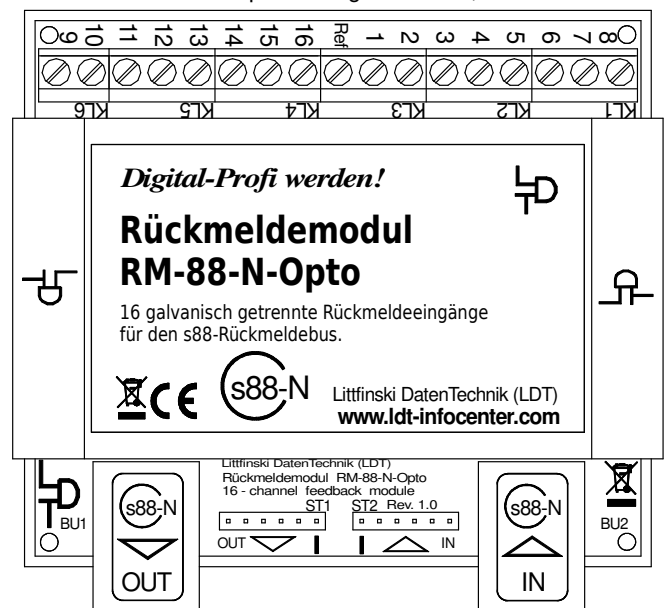 9 10 11 12 13 14 15 16 Ref 1 2 3 4 5 6 7 8
KL6 KL5 KL4 KL3 KL2 KL1
Digital-Profi werden!
Rückmeldemodul
RM-88-N-Opto
16 galvanisch getrennte Rückmeldeeingänge
für den s88-Rückmeldebus.
CE s88-N
Littfinski DatenTechnik (LDT)
www.ldt-infocenter.com
Littfinski DatenTechnik (LDT)
Rückmeldemodul RM-88-N-Opto
16 - channel feedback module
ST1 ST2 Rev. 1.0
OUT IN
BU1
s88-N
OUT
s88-N
IN
BU2